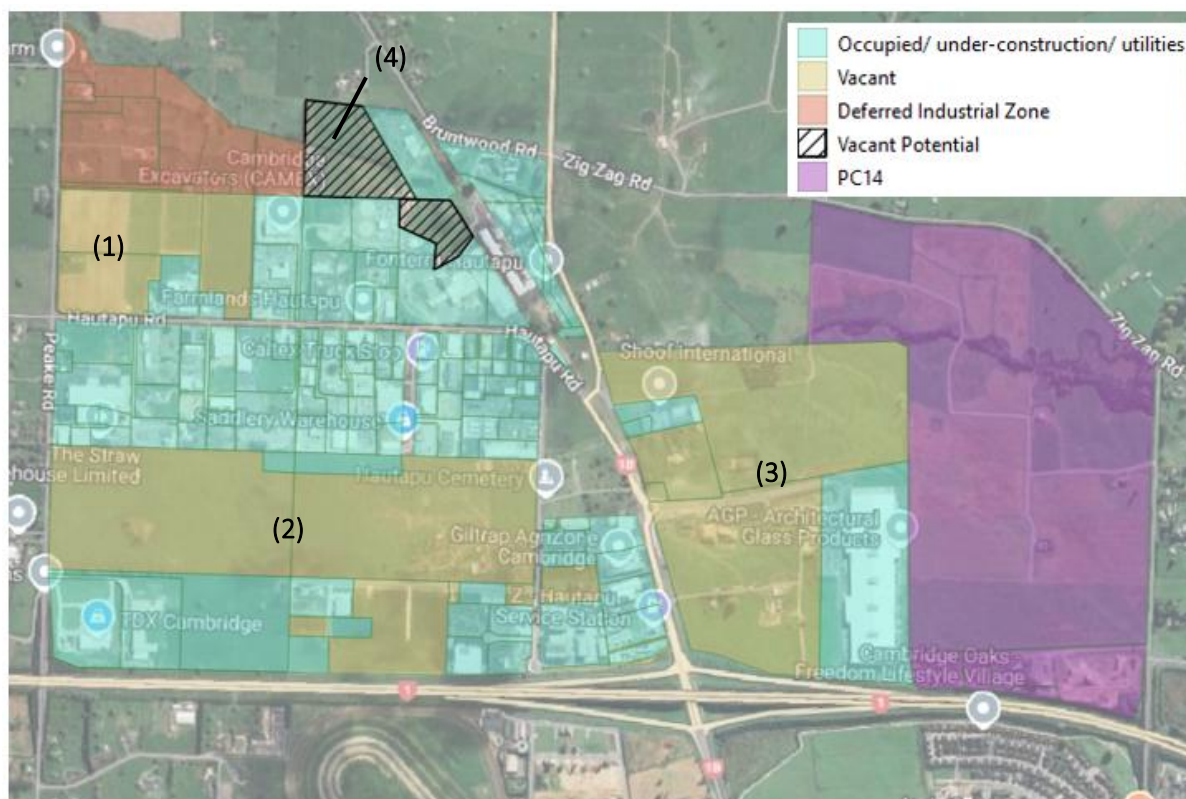 Occupied/ under-construction/ utilities
Vacant
Deferred Industrial Zone
Vacant Potential
PC14
arm
(4)
Bruntwood Rd
Zig Zag Rd
Cambridge
Excavators (CAMEX)
(1)
Fonterra Hautapu
Farmlands Hautapu
Hautapu Rd
Peake Rd
Caltex Truck Stop
Hautapu Rd
Shoof International
Zig Zag Rd
Saddlery Warehouse
The Straw
ehouse Limited
Hautapu Cemetery
1B
(3)
(2)
Giltrap AgriZone
Cambridge
AGP - Architectural
Glass Products
Z - Hautapu -
Service Station
TDX Cambridge
Cambridge Oaks -
Freedom Lifestyle Village
1
1
1B